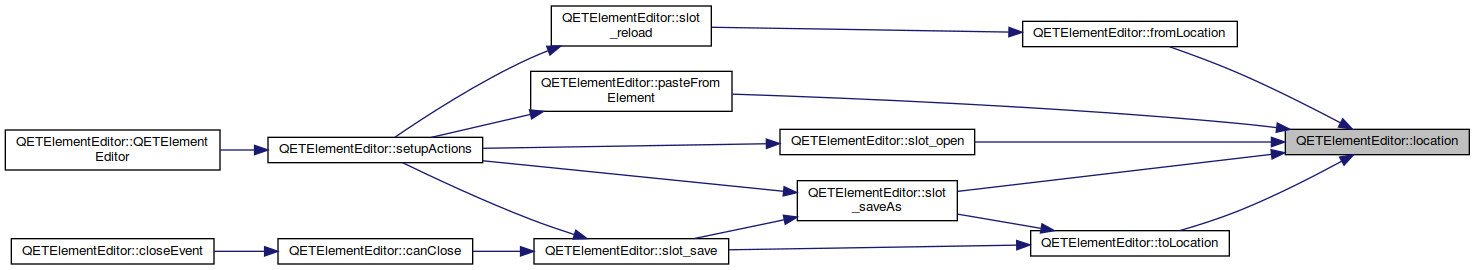 QETElementEditor::slot
_reload
QETElementEditor::fromLocation
QETElementEditor::pasteFrom
Element
QETElementEditor::QETElement
Editor
QETElementEditor::setupActions
QETElementEditor::slot_open
QETElementEditor::location
QETElementEditor::slot
_saveAs
QETElementEditor::closeEvent
QETElementEditor::canClose
QETElementEditor::slot_save
QETElementEditor::toLocation